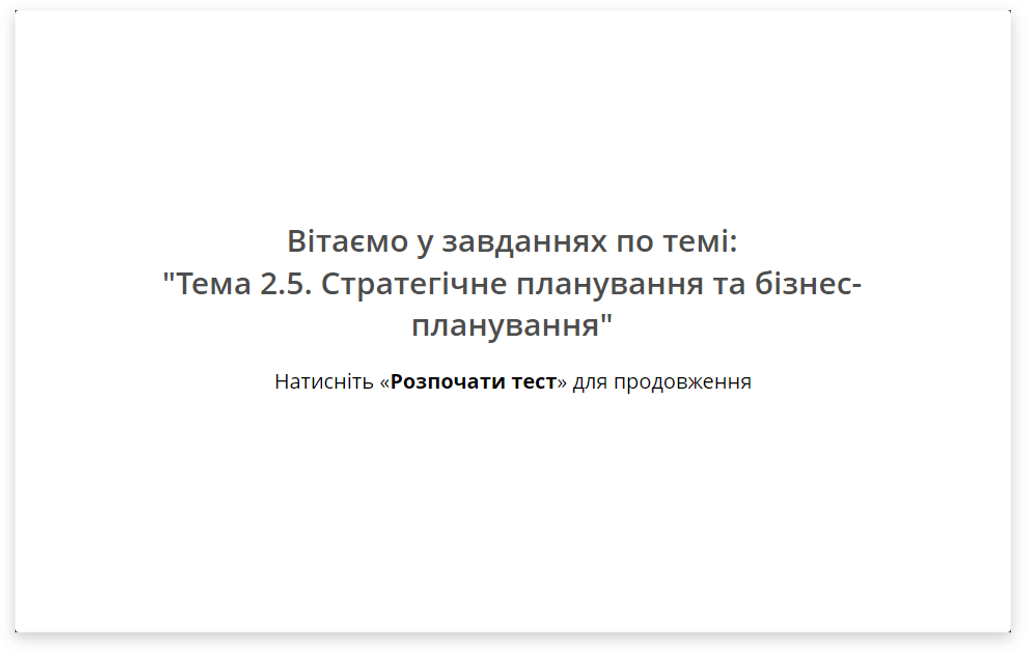 Вітаємо у завданнях по темі:
"Тема 2.5. Стратегічне планування та бізнес-
планування"
Натисніть «Розпочати тест» для продовження